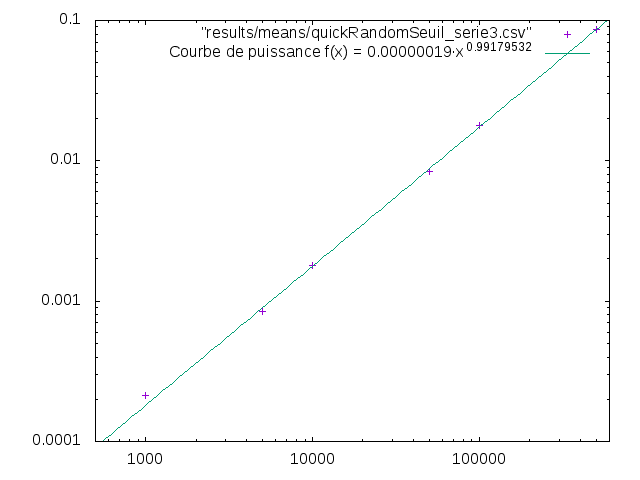 "results/means/quickRandomSeuil_serie3.csv"
Courbe de puissance f(x) = 0.00000019·x^0.99179532
0.1
0.01
0.001
0.0001
1000 10000 100000